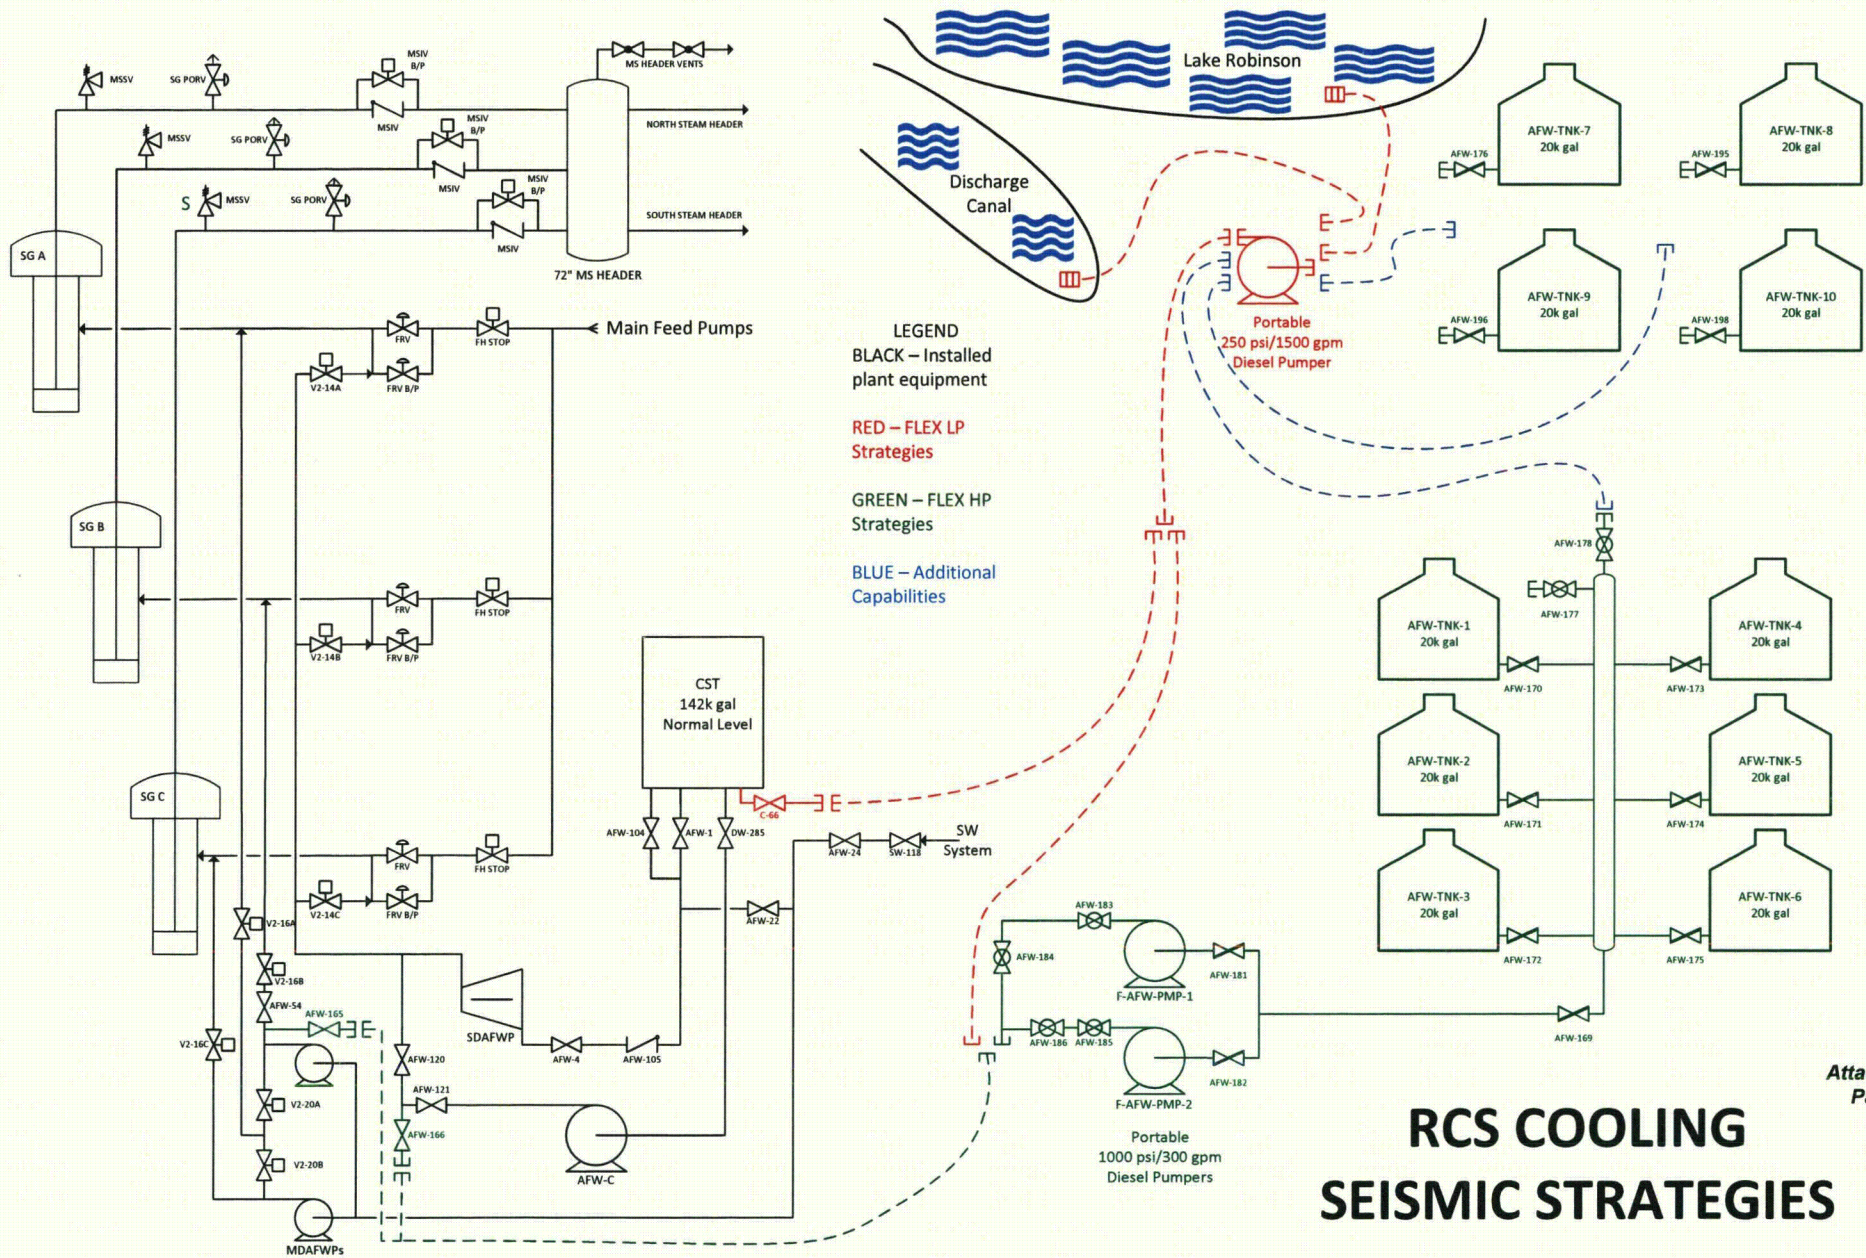 MSSV
SG PORV
MSIV
B/P
MSIV
MS HEADER VENTS
NORTH STEAM HEADER
MSSV
SG PORV
MSIV
B/P
MSIV
S
MSSV
SG PORV
MSIV
B/P
MSIV
SOUTH STEAM HEADER
72" MS HEADER
SG A
FRV
FH STOP
Main Feed Pumps
V2-14A
FRV B/P
SG B
FRV
FH STOP
V2-14B
FRV B/P
SG C
FRV
FH STOP
V2-14C
FRV B/P
V2-16A
V2-16B
AFW-54
AFW-165
V2-16C
V2-20A
V2-20B
MDAFWPs
SDAFWP
AFW-4
AFW-105
AFW-120
AFW-121
AFW-166
AFW-C
CST
142k gal
Normal Level
AFW-104
AFW-1
DW-285
C-66
AFW-22
AFW-24
SW-118
SW
System
LEGEND
BLACK – Installed
plant equipment
RED – FLEX LP
Strategies
GREEN – FLEX HP
Strategies
BLUE – Additional
Capabilities
Lake Robinson
Discharge
Canal
Portable
250 psi/1500 gpm
Diesel Pumper
AFW-TNK-7
20k gal
AFW-176
AFW-TNK-8
20k gal
AFW-195
AFW-TNK-9
20k gal
AFW-196
AFW-TNK-10
20k gal
AFW-198
AFW-178
AFW-177
AFW-TNK-1
20k gal
AFW-170
AFW-TNK-4
20k gal
AFW-173
AFW-TNK-2
20k gal
AFW-171
AFW-TNK-5
20k gal
AFW-174
AFW-TNK-3
20k gal
AFW-172
AFW-TNK-6
20k gal
AFW-175
AFW-169
AFW-183
AFW-184
AFW-181
F-AFW-PMP-1
AFW-186
AFW-185
AFW-182
F-AFW-PMP-2
Portable
1000 psi/300 gpm
Diesel Pumpers
Atta
Pa
RCS COOLING
SEISMIC STRATEGIES